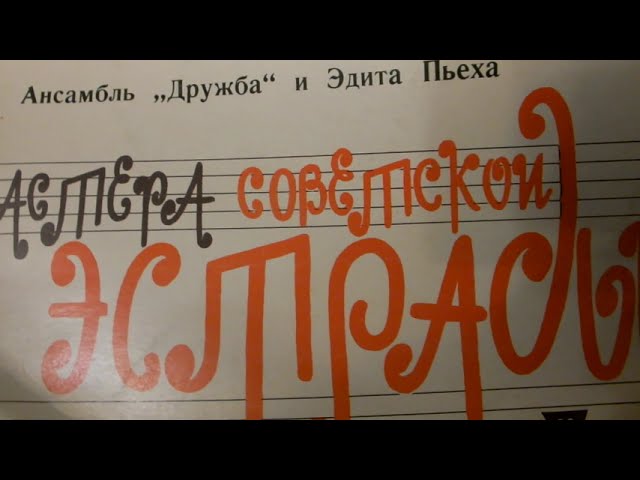 Ансамбль „Дружба“ и Эдита Пьеха
АСТЕРА СОВЕТСКОЙ
ЭСТРАДЫ